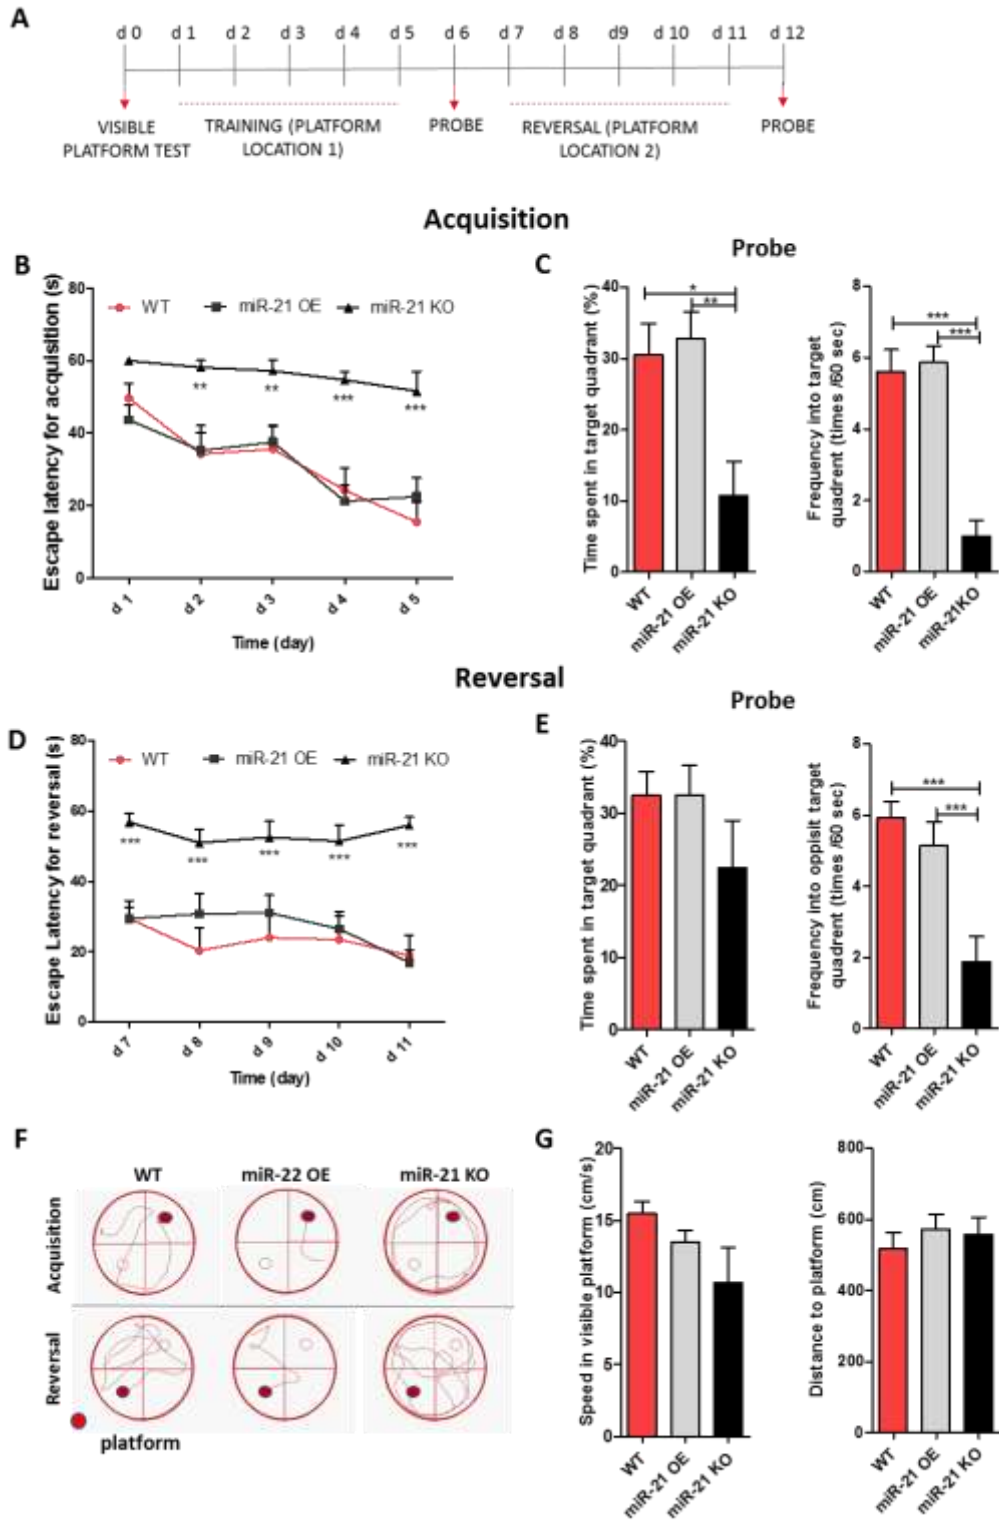 A
d 0 d 1 d 2 d 3 d 4 d 5 d 6 d 7 d 8 d9 d 10 d 11 d 12
VISIBLE
PLATFORM TEST
TRAINING (PLATFORM
LOCATION 1)
PROBE
REVERSAL (PLATFORM
LOCATION 2)
PROBE
Acquisition
B
Escape latency for acquisition (s)
80
60
40
20
0
WT miR-21 OE miR-21 KO
** ** *** ***
d 1 d 2 d 3 d 4 d 5
Time (day)
Probe
C
Time spent in target quadrant (%)
40
30
20
10
0
*
**
WT miR-21 OE miR-21 KO
Frequency into target
quadrent (times /60 sec)
8
6
4
2
0
***
***
WT miR-21 OE miR-21KO
Reversal
D
Escape Latency for reversal (s)
80
60
40
20
0
WT miR-21 OE miR-21 KO
*** *** *** *** ***
d 7 d 8 d 9 d 10 d 11
Time (day)
Probe
E
Time spent in target quadrant (%)
40
30
20
10
0
WT miR-21 OE miR-21 KO
Frequency into oppisit target
quadrent (times /60 sec)
8
6
4
2
0
***
***
WT miR-21 OE miR-21 KO
F
WT miR-22 OE miR-21 KO
Acquisition
Reversal
platform
G
Speed in visible platform (cm/s)
20
15
10
5
0
WT miR-21 OE miR-21 KO
Distance to platform (cm)
800
600
400
200
0
WT miR-21 OE miR-21 KO